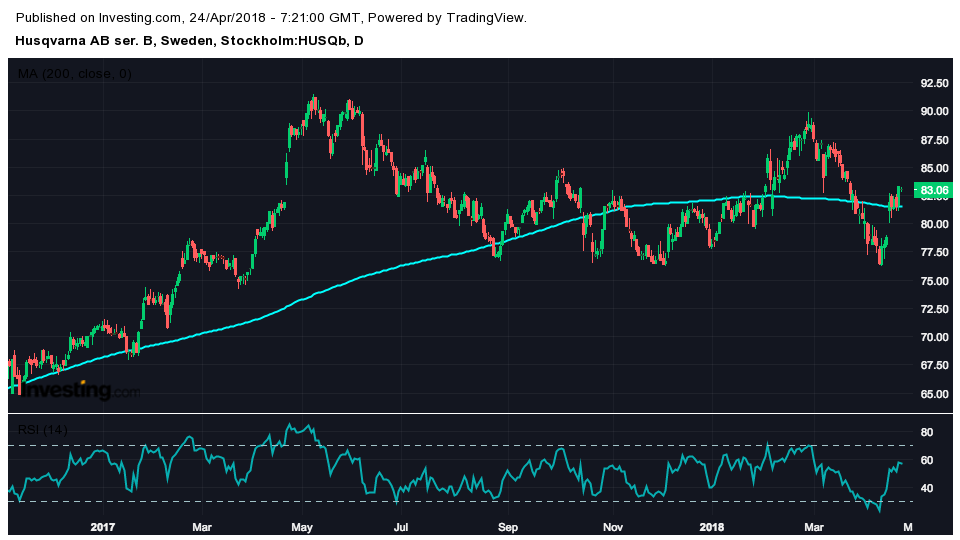 Published on Investing.com, 24/Apr/2018 - 7:21:00 GMT, Powered by TradingView.
Husqvarna AB ser. B, Sweden, Stockholm:HUSQb, D
MA (200, close, 0)
92.50
90.00
87.50
85.00
83.06
82.50
80.00
77.50
75.00
72.50
70.00
67.50
65.00
Investing.com
RSI (14)
80
60
40
2017 Mar May Jul Sep Nov 2018 Mar M